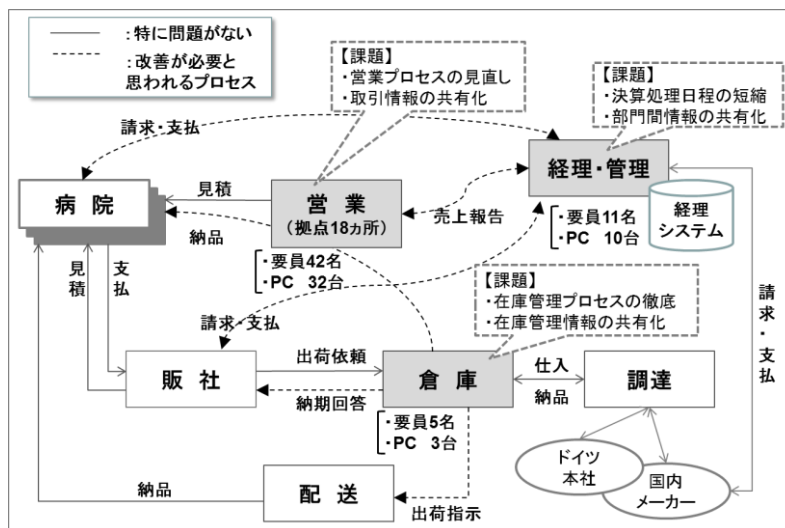 ：特に問題がない
：改善が必要と
思われるプロセス
【課題】
・営業プロセスの見直し
・取引情報の共有化
【課題】
・決算処理日程の短縮
・部門間情報の共有化
請求・支払
経理・管理
病 院
見積
営 業
（拠点18ヵ所）
売上報告
・要員11名
・PC 10台
経理
システム
納品
・要員42名
・PC 32台
【課題】
・在庫管理プロセスの徹底
・在庫管理情報の共有化
見積
支払
請求・支払
請求・支払
販 社
出荷依頼
納期回答
倉 庫
仕入
納品
調達
・要員5名
・PC 3台
ドイツ
本社
国内
メーカー
納品
配 送
出荷指示